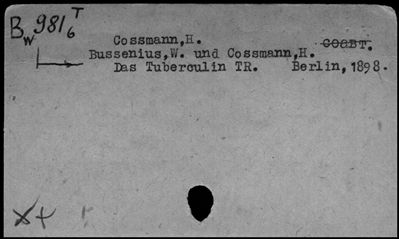 Bw 981 T 6
Cossmann,H. COABT.
Bussenius,W. und Cossmann,H.
Das Tuberculin TR. Berlin, 1898.